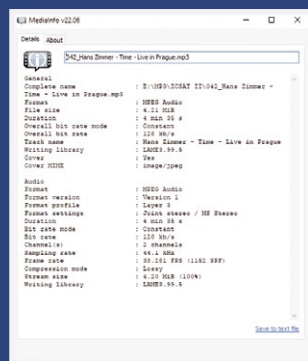 MediaInfo v22.06
Details About
042_Hans Zimmer - Time - Live in Prague.mp3
General
Complete name : E:\MP3\ICSAT II\042_Hans Zimmer -
Time - Live in Prague.mp3
Format : MPEG Audio
File size : 4.21 MiB
Duration : 4 min 35 s
Overall bit rate mode : Constant
Overall bit rate : 128 kb/s
Track name : Hans Zimmer - Time - Live in Prague
Writing library : LAME3.99.5
Cover : Yes
Cover MIME : image/jpeg
Audio
Format : MPEG Audio
Format version : Version 1
Format profile : Layer 3
Format settings : Joint stereo / MS Stereo
Duration : 4 min 35 s
Bit rate mode : Constant
Bit rate : 128 kb/s
Channel(s) : 2 channels
Sampling rate : 44.1 kHz
Frame rate : 38.281 FPS (1152 SPF)
Compression mode : Lossy
Stream size : 4.20 MiB (100%)
Writing library : LAME3.99.5
Save to text file